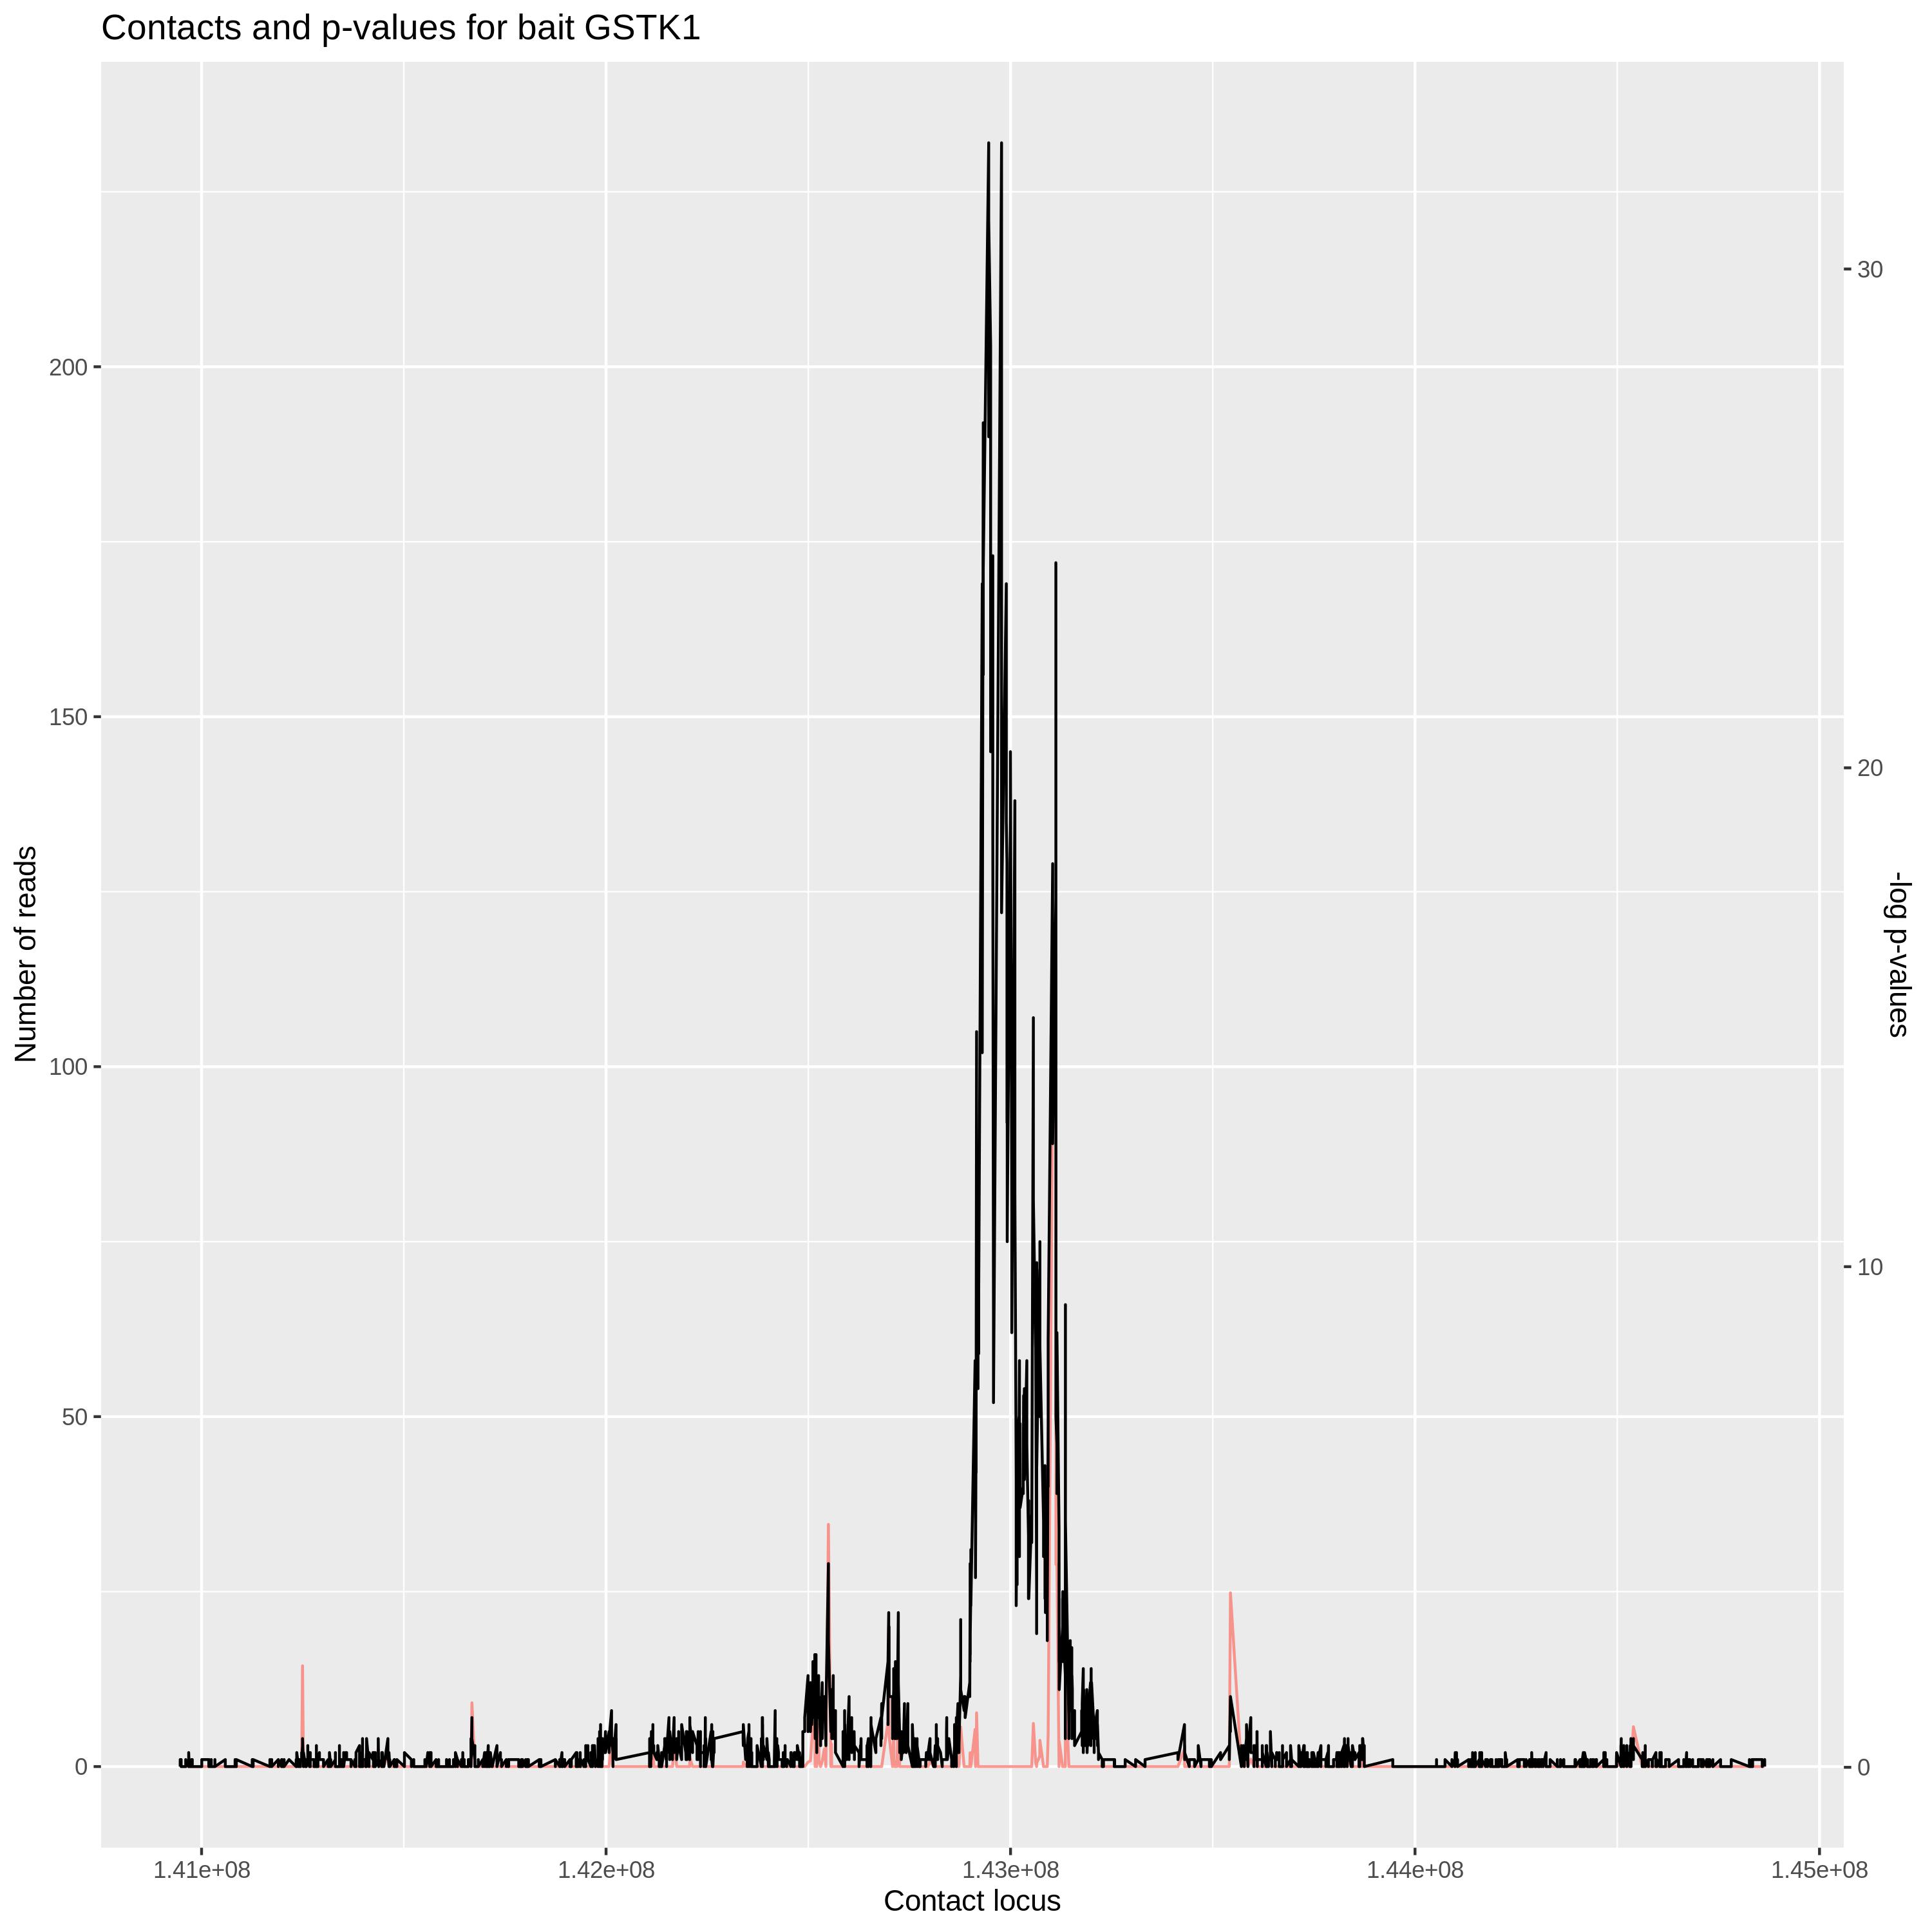 Contacts and p-values for bait GSTK1
200
150
100
50
0
Number of reads
30
20
10
0
-log p-values
1.41e+08 1.42e+08 1.43e+08 1.44e+08 1.45e+08
Contact locus